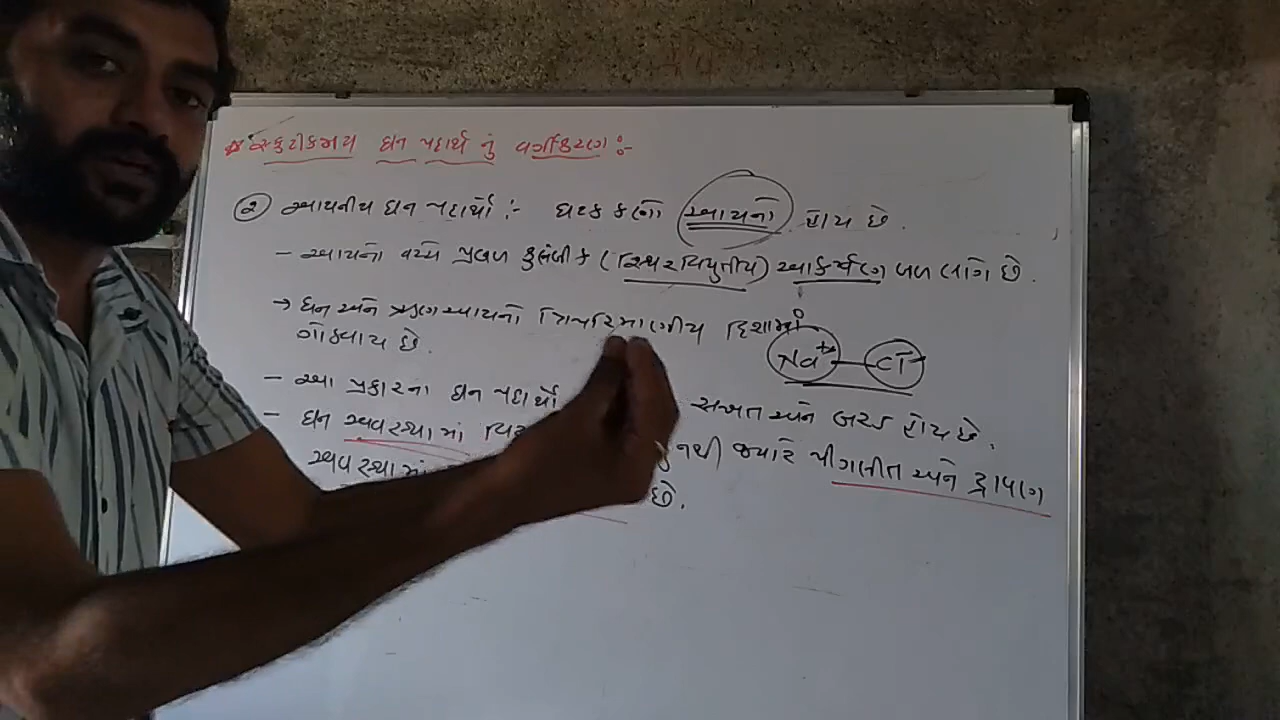 * સ્ફટીકમય ઘન પદાર્થ નું વર્ગીકરણ :-
② આયનીય ઘન પદાર્થો :- ઘટક કણો આયનો હોય છે.
- આયનો વચ્ચે પ્રબળ કુલંબીક (સ્થિરવિદ્યુતીય) આકર્ષણ બળ લાગે છે.
→ ઘન અને ઋણ આયનો ત્રિપરિમાણીય દિશામાં
ગોઠવાય છે.
Na⁺ — Cl⁻
- આ પ્રકારના ઘન પદાર્થો સખત અને બરડ હોય છે.
- ઘન અવસ્થામાં નથી જ્યારે પીગલીત અને દ્રાવણ
અવસ્થામાં છે.